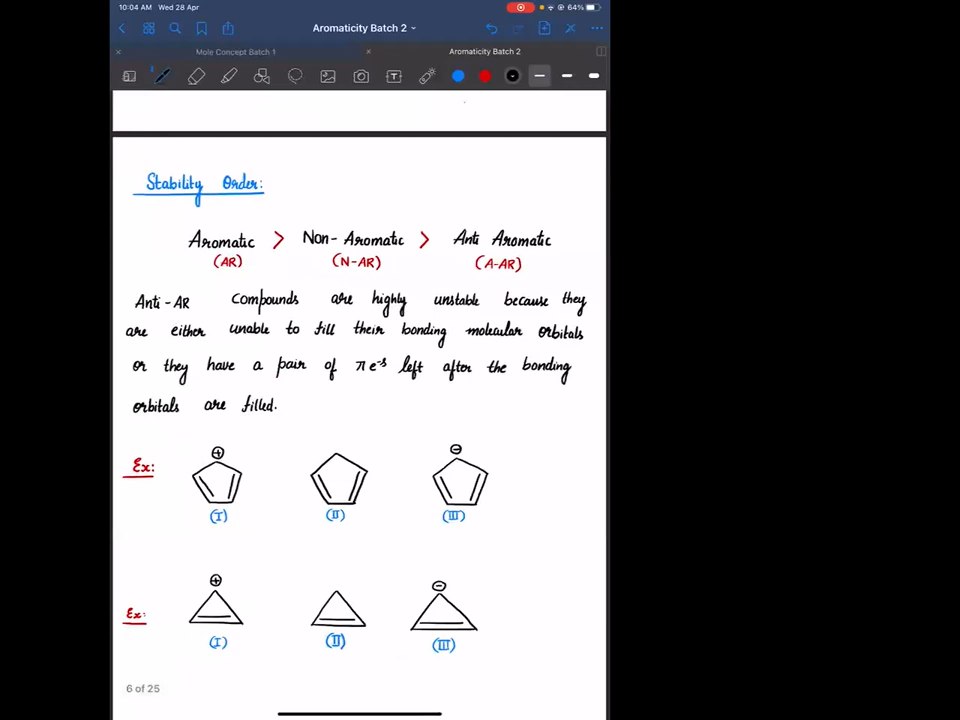 10:04 AM Wed 28 Apr
64%
Aromaticity Batch 2
Mole Concept Batch 1
Aromaticity Batch 2
Stability Order:
Aromatic > Non-Aromatic > Anti Aromatic
(AR) (N-AR) (A-AR)
Anti-AR compounds are highly unstable because they
are either unable to fill their bonding molecular orbitals
or they have a pair of π e⁻s left after the bonding
orbitals are filled.
Ex:
⊕ ⊖
(I) (II) (III)
Ex:
⊕ ⊖
(I) (II) (III)
6 of 25